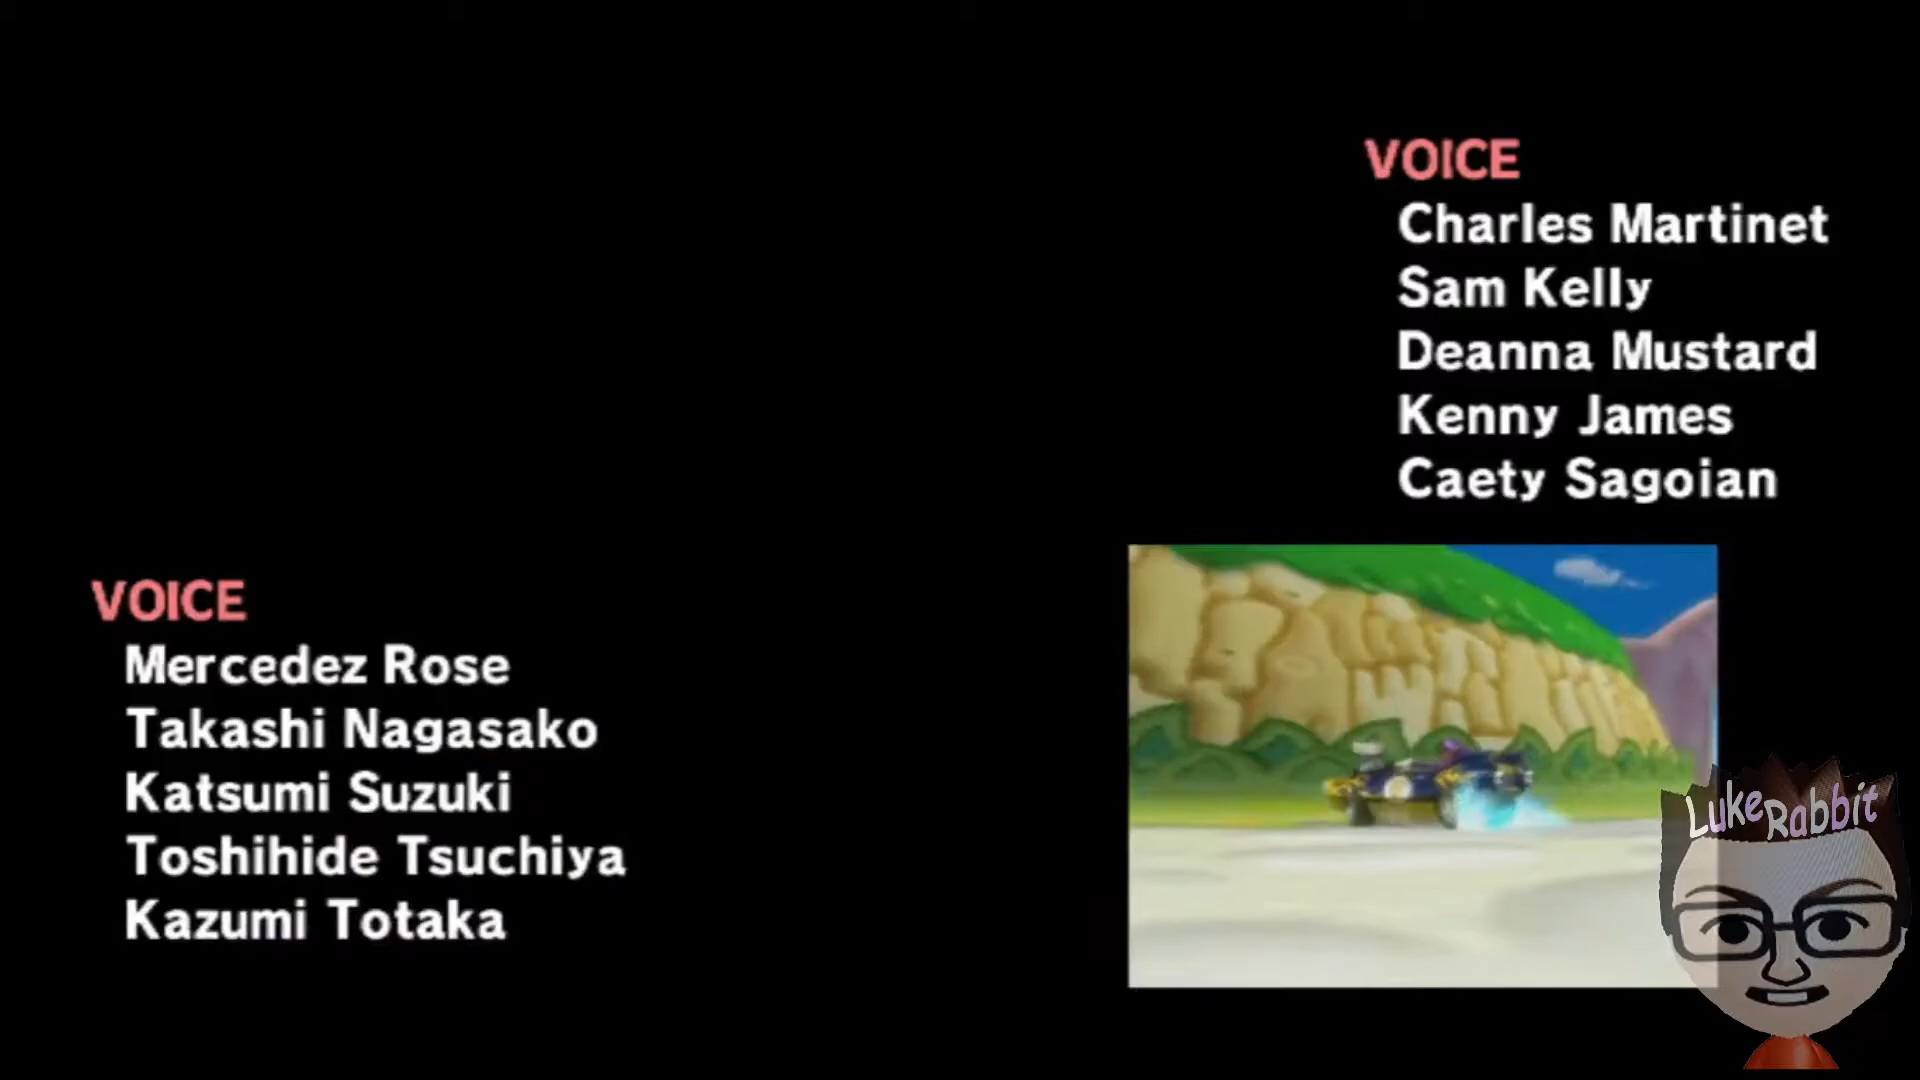 VOICE
Charles Martinet
Sam Kelly
Deanna Mustard
Kenny James
Caety Sagoian
VOICE
Mercedez Rose
Takashi Nagasako
Katsumi Suzuki
Toshihide Tsuchiya
Kazumi Totaka
LukeRabbit